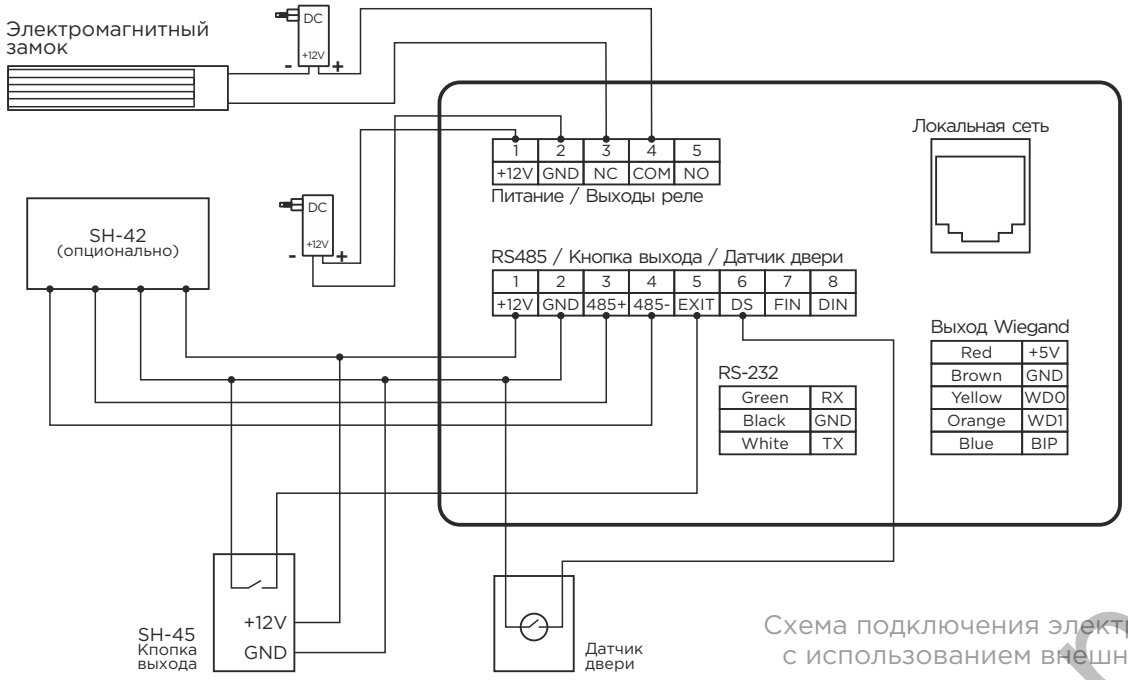 Электромагнитный
замок
DC
+12V
- +
Локальная сеть
1 2 3 4 5
+12V GND NC COM NO
Питание / Выходы реле
DC
+12V
- +
SH-42
(опционально)
RS485 / Кнопка выхода / Датчик двери
1 2 3 4 5 6 7 8
+12V GND 485+ 485- EXIT DS FIN DIN
Выход Wiegand
Red +5V
Brown GND
Yellow WD0
Orange WD1
Blue BIP
RS-232
Green RX
Black GND
White TX
+12V
GND
SH-45
Кпопка
выхода
Датчик
двери
Схема подключения электр
с использованием внешн